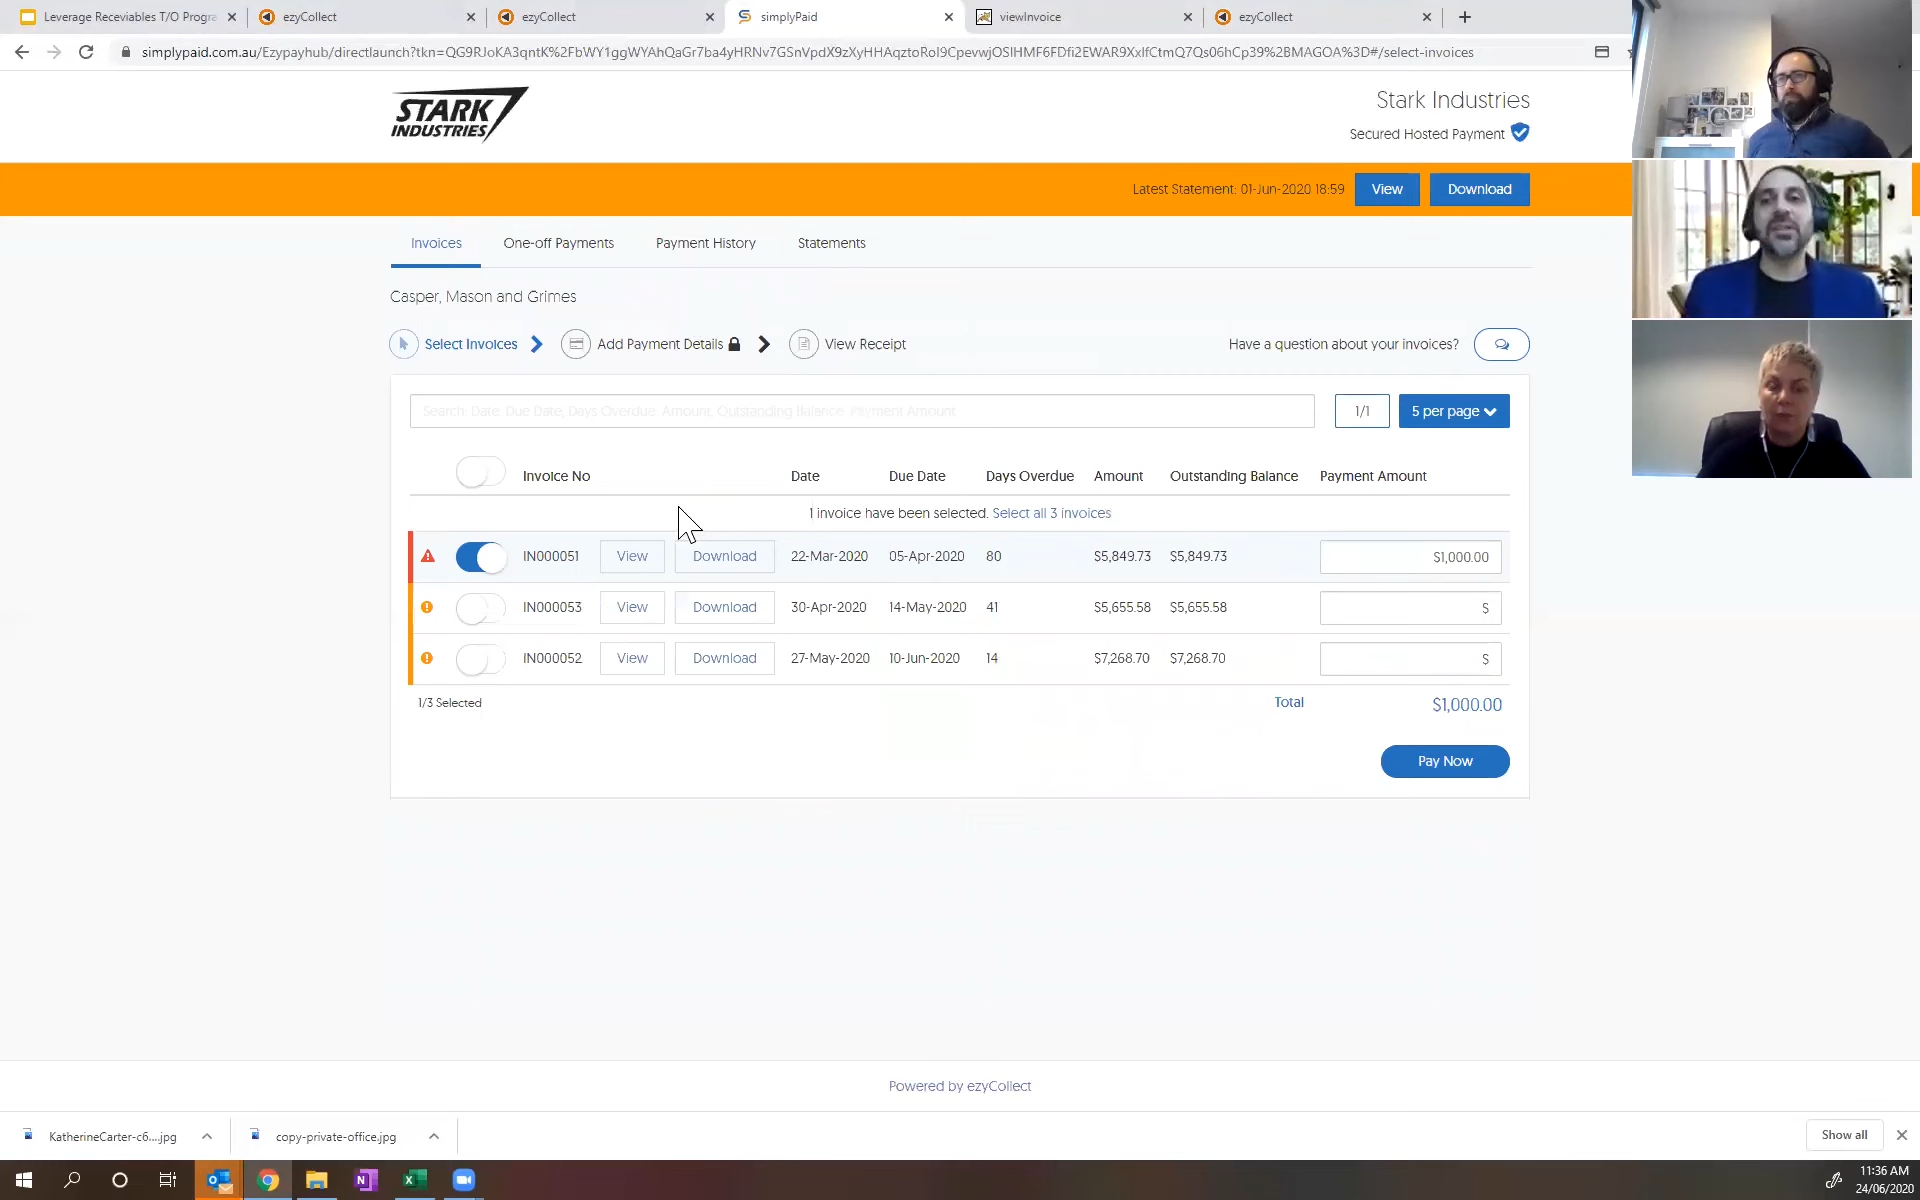 Leverage Receviables T/O Progra
ezyCollect
ezyCollect
simplyPaid
viewInvoice
ezyCollect
simplypaid.com.au/Ezypayhub/directlaunch?tkn=QG9RJoKA3qntK%2FbWY1ggWYAhQaGr7ba4yHRNv7GSnVpdX9zXyHHAqztoRoI9CpevwjOSIHMF6FDfi2EWAR9XxlfCtmQ7Qs06hCp39%2BMAGOA%3D#/select-invoices
STARK
INDUSTRIES
Stark Industries
Secured Hosted Payment
Latest Statement: 01-Jun-2020 18:59 View Download
Invoices One-off Payments Payment History Statements
Casper, Mason and Grimes
Select Invoices Add Payment Details View Receipt Have a question about your invoices?
Search: Date, Due Date, Days Overdue, Amount, Outstanding Balance, Payment Amount 1/1 5 per page
Invoice No Date Due Date Days Overdue Amount Outstanding Balance Payment Amount
1 invoice have been selected. Select all 3 invoices
IN000051 View Download 22-Mar-2020 05-Apr-2020 80 $5,849.73 $5,849.73 $1,000.00
IN000053 View Download 30-Apr-2020 14-May-2020 41 $5,655.58 $5,655.58 $
IN000052 View Download 27-May-2020 10-Jun-2020 14 $7,268.70 $7,268.70 $
1/3 Selected Total $1,000.00
Pay Now
Powered by ezyCollect
KatherineCarter-c6....jpg copy-private-office.jpg Show all
11:36 AM
24/06/2020